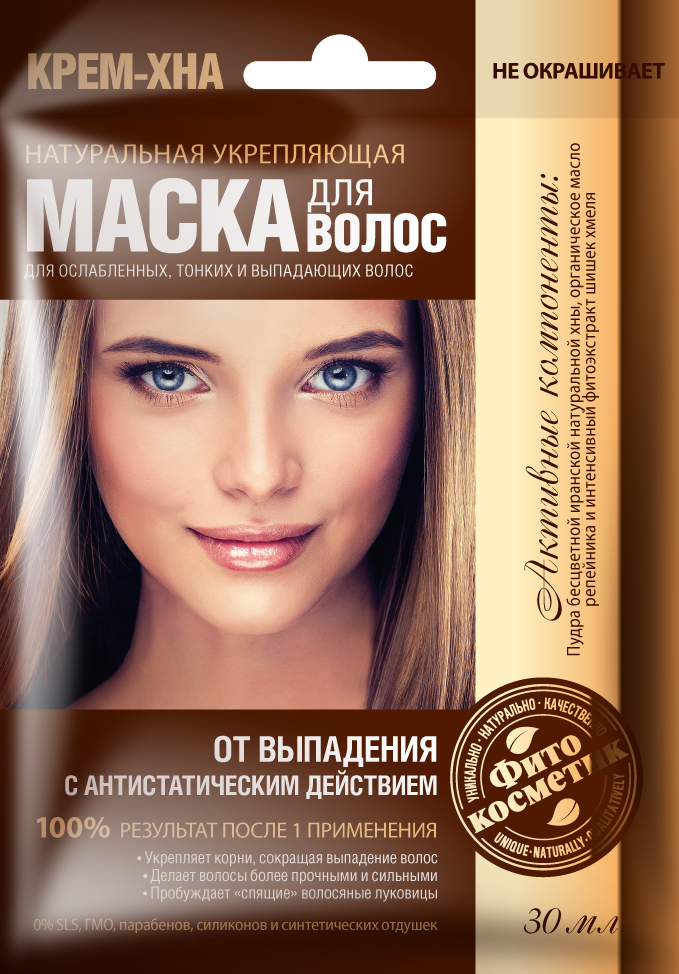 КРЕМ-ХНА
НЕ ОКРАШИВАЕТ
НАТУРАЛЬНАЯ УКРЕПЛЯЮЩАЯ
МАСКА ДЛЯ
ВОЛОС
ДЛЯ ОСЛАБЛЕННЫХ, ТОНКИХ И ВЫПАДАЮЩИХ ВОЛОС
Активные компоненты:
Пудра бесцветной иранской натуральной хны, органическое масло
репейника и интенсивный фитоэкстракт шишек хмеля
ОТ ВЫПАДЕНИЯ
С АНТИСТАТИЧЕСКИМ ДЕЙСТВИЕМ
100% РЕЗУЛЬТАТ ПОСЛЕ 1 ПРИМЕНЕНИЯ
• Укрепляет корни, сокращая выпадение волос
• Делает волосы более прочными и сильными
• Пробуждает «спящие» волосяные луковицы
0% SLS, ГМО, парабенов, силиконов и синтетических отдушек
УНИКАЛЬНО · НАТУРАЛЬНО · КАЧЕСТВЕННО
Фито
косметик
UNIQUE · NATURALLY · QUALITATIVELY
30 мл